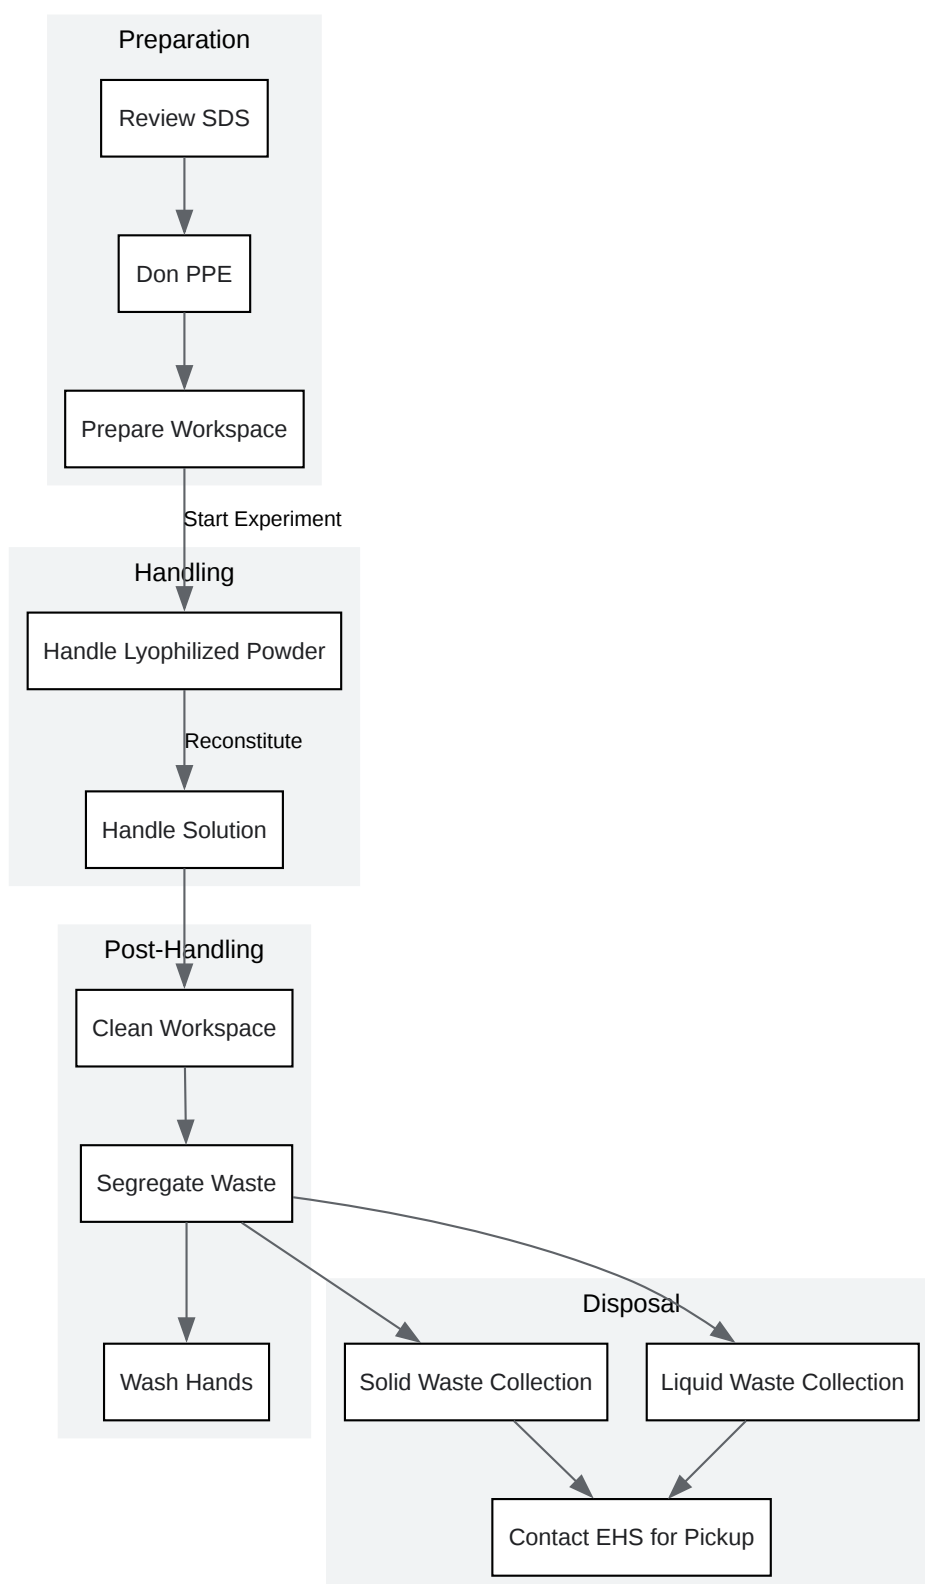 Preparation
Review SDS
Don PPE
Prepare Workspace
Start Experiment
Handling
Handle Lyophilized Powder
Reconstitute
Handle Solution
Post-Handling
Clean Workspace
Segregate Waste
Disposal
Wash Hands
Solid Waste Collection
Liquid Waste Collection
Contact EHS for Pickup